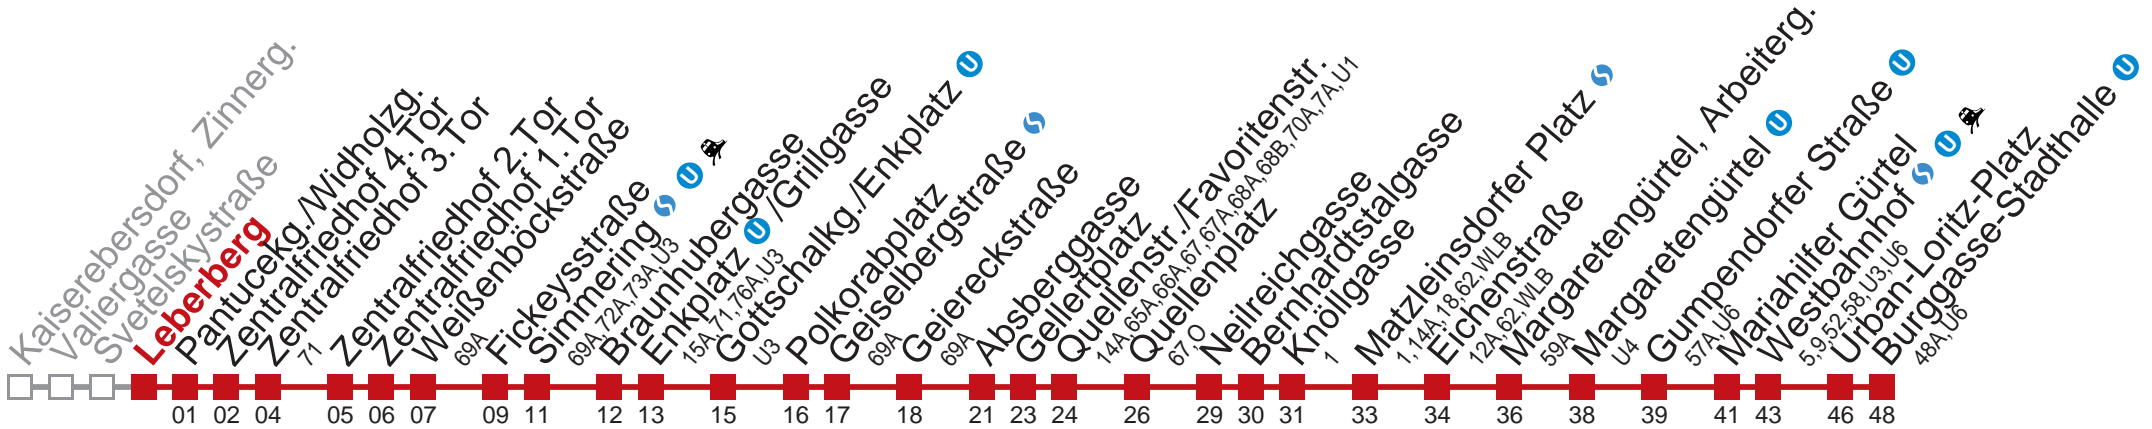 Kaiserebersdorf, Zinnerg.
Valiergasse
Svetelskystraße
Leberberg
Pantucekg./Widholzg.
Zentralfriedhof 4.Tor
Zentralfriedhof 3.Tor
71
Zentralfriedhof 2.Tor
Zentralfriedhof 1.Tor
Weißenböckstraße
69A
Fickeysstraße
Simmering S U
69A,72A,73A,U3
Braunhubergasse
Enkplatz U /Grillgasse
15A,71,76A,U3
Gottschalkg./Enkplatz U
U3
Polkorabplatz
Geiselbergstraße S
69A
Geiereckstraße
69A
Absberggasse
Gellertplatz
Quellenstr./Favoritenstr.
14A,65A,66A,67,67A,68A,68B,70A,7A,U1
Quellenplatz
67,O
Neilreichgasse
Bernhardtstalgasse
Knöllgasse
1
Matzleinsdorfer Platz S
1,14A,18,62,WLB
Eichenstraße
12A,62,WLB
Margaretengürtel, Arbeiterg.
59A
Margaretengürtel U
U4
Gumpendorfer Straße U
57A,U6
Mariahilfer Gürtel
Westbahnhof S U
5,9,52,58,U3,U6
Urban-Loritz-Platz
Burggasse-Stadthalle U
48A,U6
01 02 04 05 06 07 09 11 12 13 15 16 17 18 21 23 24 26 29 30 31 33 34 36 38 39 41 43 46 48